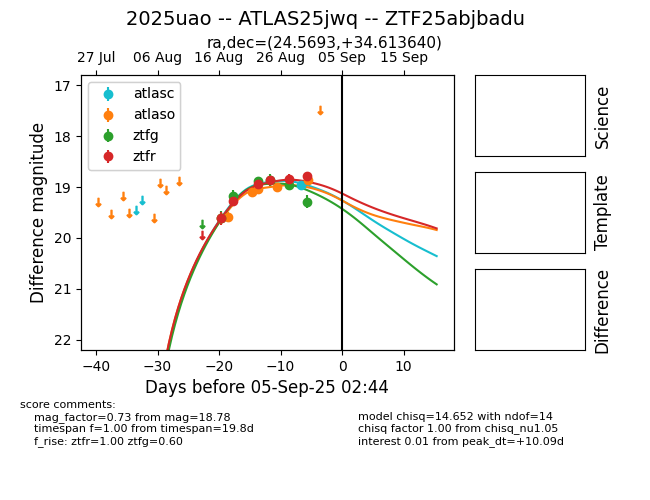 2025uao -- ATLAS25jwq -- ZTF25abjbadu
ra,dec=(24.5693,+34.613640)
27 Jul 06 Aug 16 Aug 26 Aug 05 Sep 15 Sep
17
18
19
20
21
22
Difference magnitude
atlasc
atlaso
ztfg
ztfr
−40 −30 −20 −10 0 10
Days before 05-Sep-25 02:44
Science
Template
Difference
score comments:
mag_factor=0.73 from mag=18.78
timespan f=1.00 from timespan=19.8d
f_rise: ztfr=1.00 ztfg=0.60
model chisq=14.652 with ndof=14
chisq factor 1.00 from chisq_nu1.05
interest 0.01 from peak_dt=+10.09d